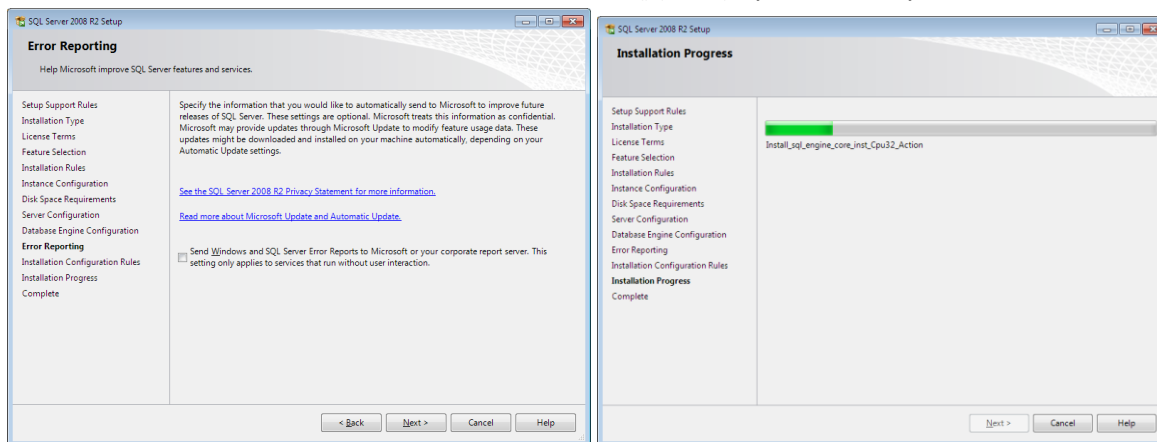 SQL Server 2008 R2 Setup
Error Reporting
Help Microsoft improve SQL Server features and services.
Setup Support Rules
Installation Type
License Terms
Feature Selection
Installation Rules
Instance Configuration
Disk Space Requirements
Server Configuration
Database Engine Configuration
Error Reporting
Installation Configuration Rules
Installation Progress
Complete
Specify the information that you would like to automatically send to Microsoft to improve future
releases of SQL Server. These settings are optional. Microsoft treats this information as confidential.
Microsoft may provide updates through Microsoft Update to modify feature usage data. These
updates might be downloaded and installed on your machine automatically, depending on your
Automatic Update settings.
See the SQL Server 2008 R2 Privacy Statement for more information.
Read more about Microsoft Update and Automatic Update.
Send Windows and SQL Server Error Reports to Microsoft or your corporate report server. This
setting only applies to services that run without user interaction.
< Back
Next >
Cancel
Help
SQL Server 2008 R2 Setup
Installation Progress
Setup Support Rules
Installation Type
License Terms
Feature Selection
Installation Rules
Instance Configuration
Disk Space Requirements
Server Configuration
Database Engine Configuration
Error Reporting
Installation Configuration Rules
Installation Progress
Complete
Install_sql_engine_core_inst_Cpu32_Action
Next >
Cancel
Help